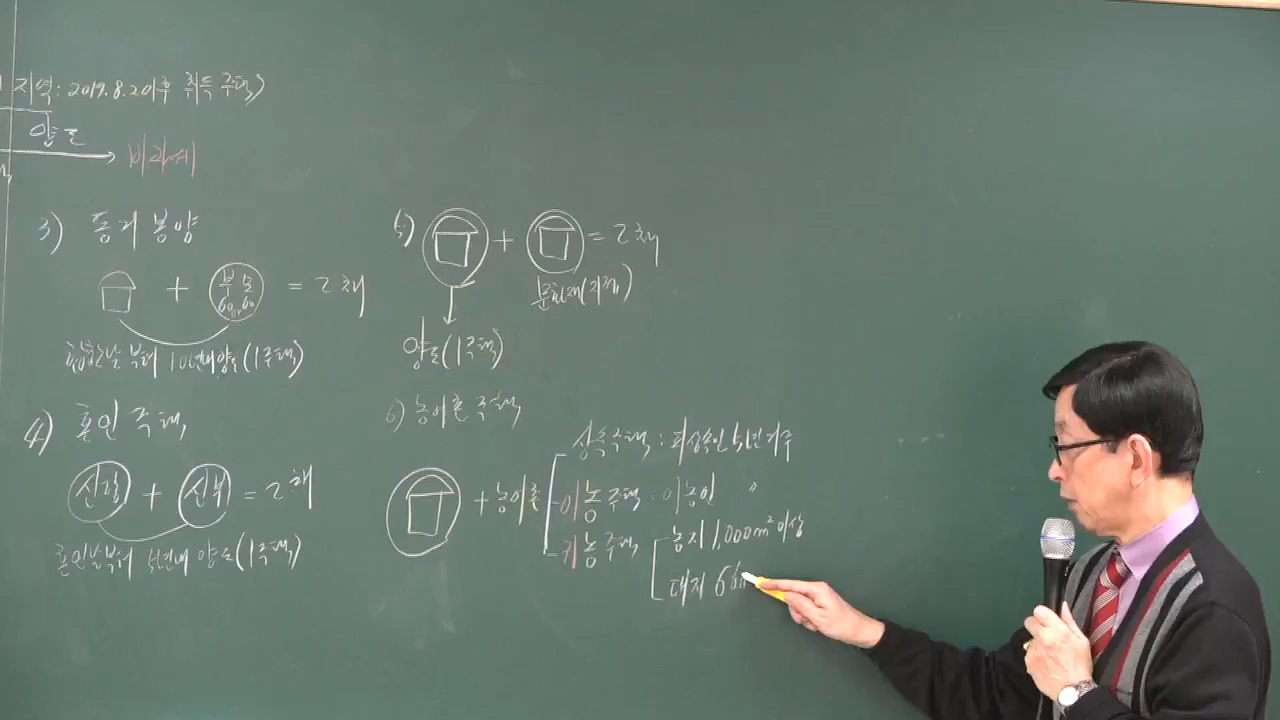 지역: 2017.8.2 이후 취득 주택)
양도
비과세
3) 동거봉양
+ 부모 60 or 60 = 2채
합한날 부터 10년내 양도(1주택)
4) 혼인 주택
신랑 + 신부 = 2채
혼인날부터 5년내 양도(1주택)
5) + = 2채
문화재(지정)
양도(1주택)
6) 농어촌 주택
+ 농어촌
상속주택 : 피상속인 5년 거주
이농주택 : 이농인 〃
귀농주택
농지 1,000m² 이상
대지 66